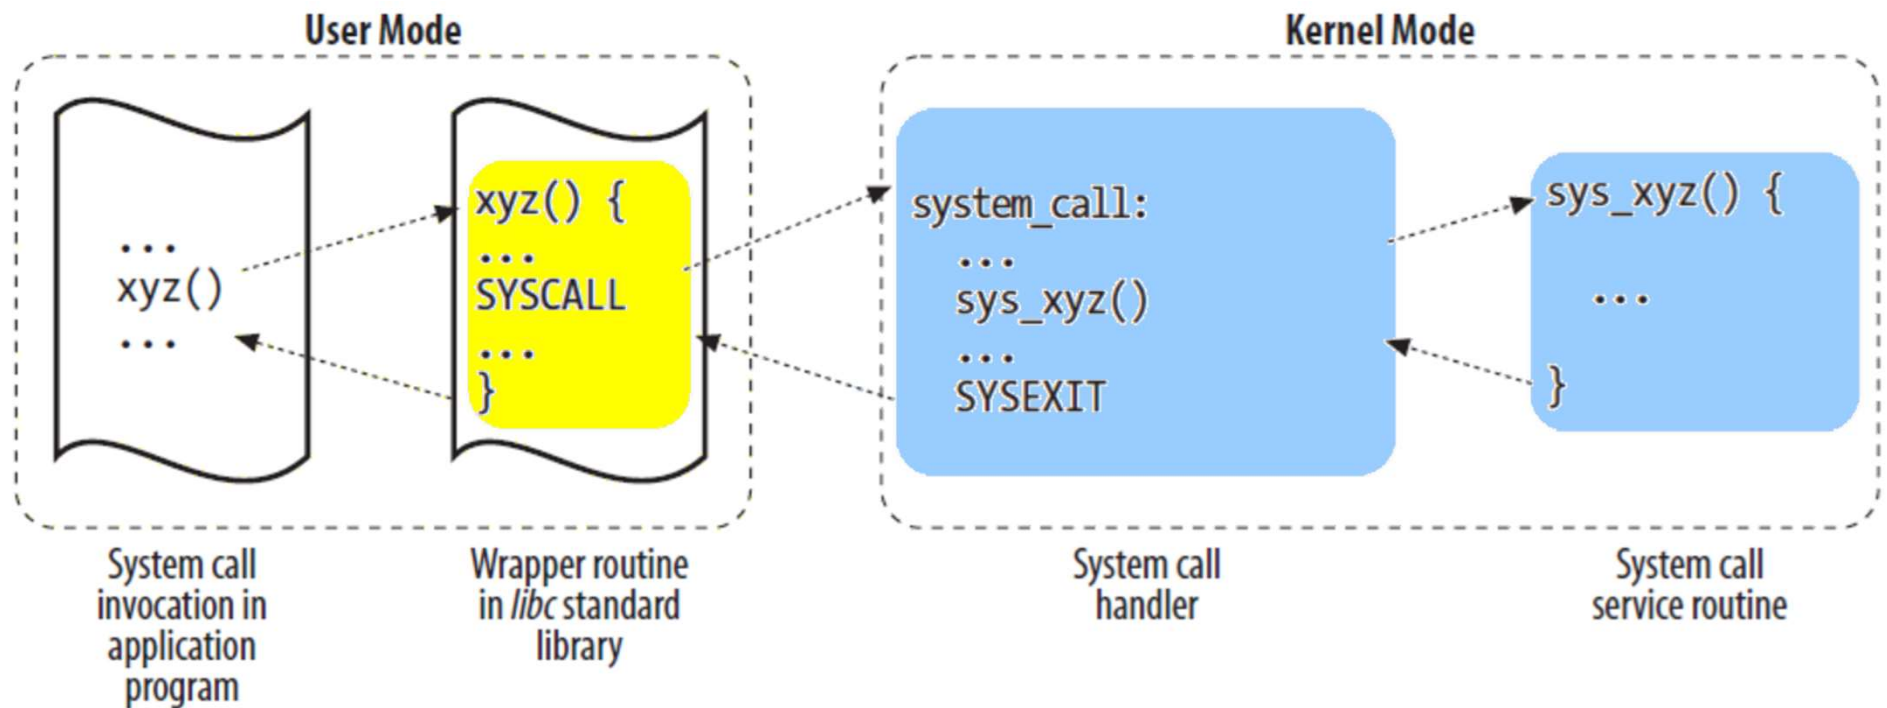 User Mode
Kernel Mode
...
xyz()
...
xyz() {
...
SYSCALL
...
}
system_call:
...
sys_xyz()
...
SYSEXIT
sys_xyz() {
...
}
System call
invocation in
application
program
Wrapper routine
in libc standard
library
System call
handler
System call
service routine